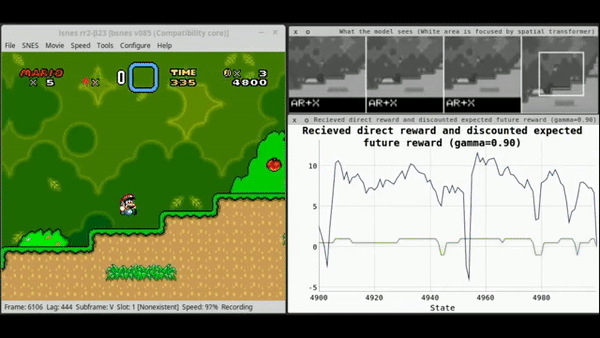 lsnes rr2-β23 [bsnes v085 (Compatibility core)]
File SNES Movie Speed Tools Configure Help
MARIO TIME
x 5 0 335 x 3
4800
Frame: 6106 Lag: 444 Subframe: V Slot: 1 [Nonexistent] Speed: 97% Recording
What the model sees (White area is focused by spatial transformer)
AR+X AR+X AR+X
Recieved direct reward and discounted expected future reward (gamma=0.90)
Recieved direct reward and discounted expected
future reward (gamma=0.90)
10
5
0
-5
4900 4920 4940 4960 4980
State